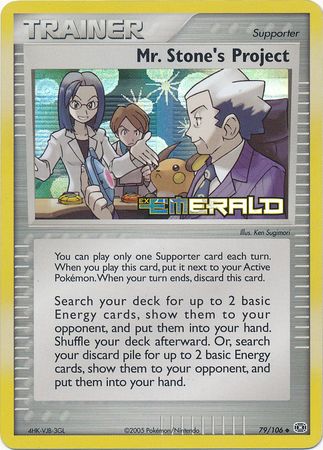 TRAINER
Supporter
Mr. Stone's Project
EX
EMERALD
Illus. Ken Sugimori
You can play only one Supporter card each turn.
When you play this card, put it next to your Active
Pokémon. When your turn ends, discard this card.
Search your deck for up to 2 basic
Energy cards, show them to your
opponent, and put them into your hand.
Shuffle your deck afterward. Or, search
your discard pile for up to 2 basic Energy
cards, show them to your opponent, and
put them into your hand.
4HK-VJB-3GL
©2005 Pokémon/Nintendo
79/106